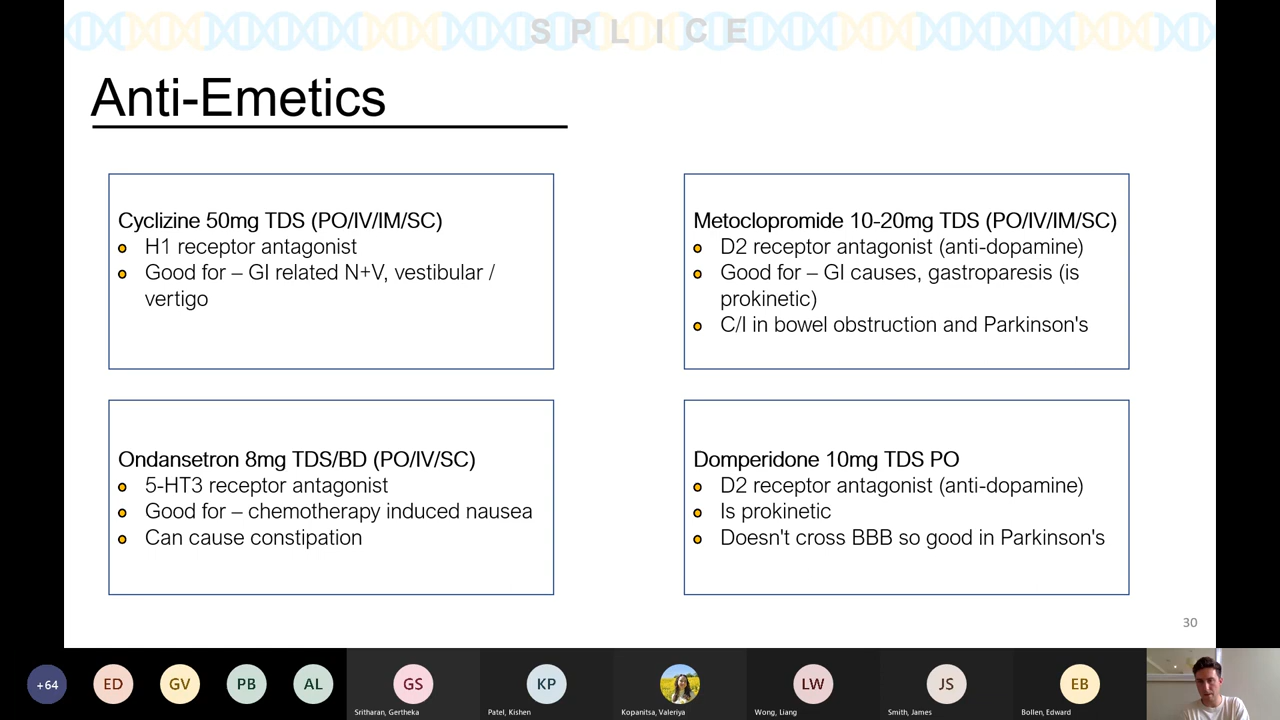 S P L I C E
Anti-Emetics
Cyclizine 50mg TDS (PO/IV/IM/SC)
H1 receptor antagonist
Good for – GI related N+V, vestibular /
vertigo
Metoclopromide 10-20mg TDS (PO/IV/IM/SC)
D2 receptor antagonist (anti-dopamine)
Good for – GI causes, gastroparesis (is
prokinetic)
C/I in bowel obstruction and Parkinson's
Ondansetron 8mg TDS/BD (PO/IV/SC)
5-HT3 receptor antagonist
Good for – chemotherapy induced nausea
Can cause constipation
Domperidone 10mg TDS PO
D2 receptor antagonist (anti-dopamine)
Is prokinetic
Doesn't cross BBB so good in Parkinson's
30
+64
ED
GV
PB
AL
GS
KP
LW
JS
EB
Sritharan, Gertheka
Patel, Kishen
Kopanitsa, Valeriya
Wong, Liang
Smith, James
Bollen, Edward